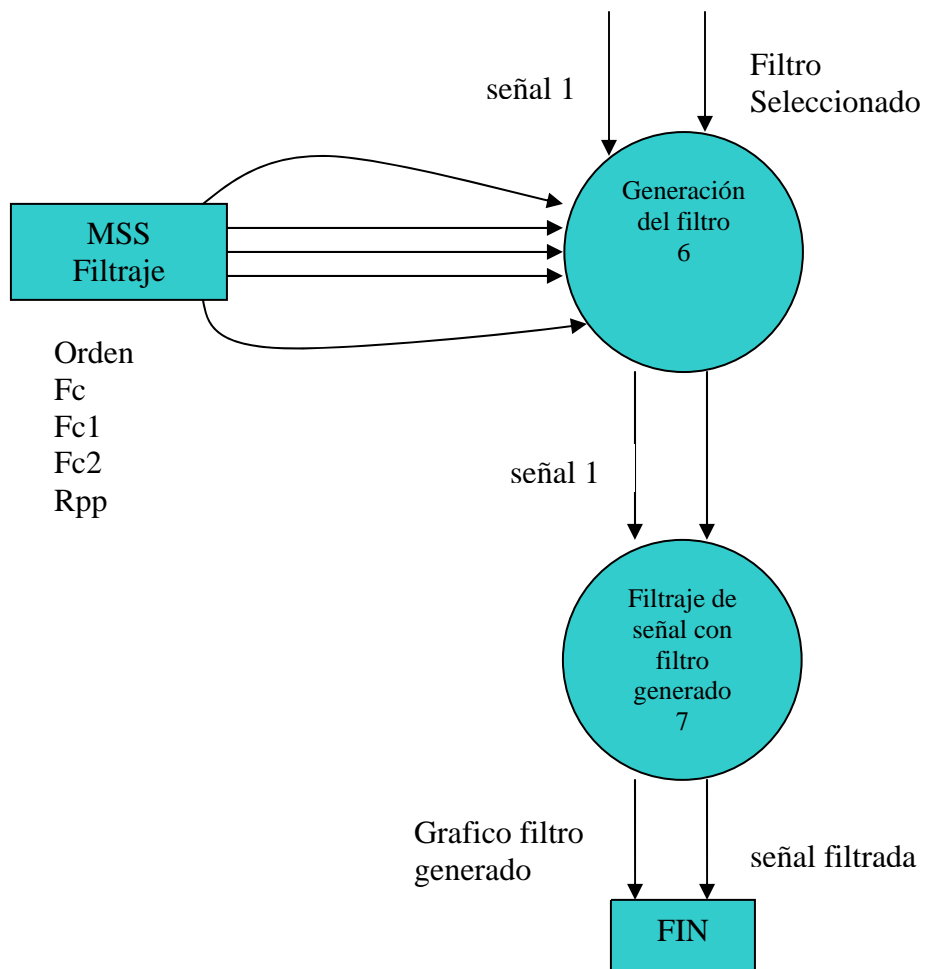 señal 1
Filtro
Seleccionado
Generación
del filtro
6
MSS
Filtraje
Orden
Fc
Fc1
Fc2
Rpp
señal 1
Filtraje de
señal con
filtro
generado
7
Grafico filtro
generado
señal filtrada
FIN